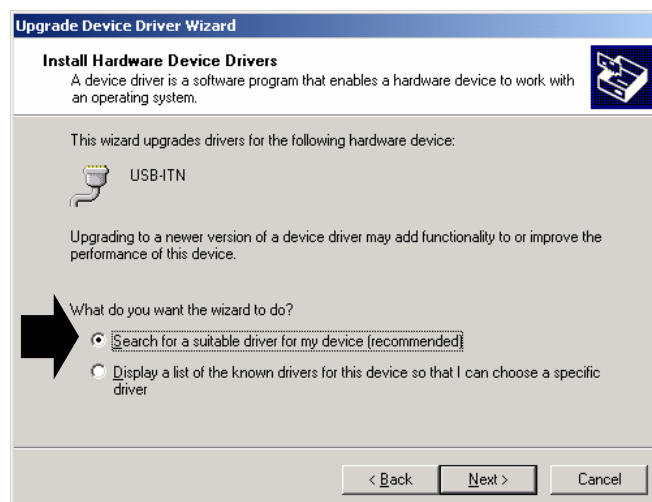 Upgrade Device Driver Wizard
Install Hardware Device Drivers
A device driver is a software program that enables a hardware device to work with
an operating system.
This wizard upgrades drivers for the following hardware device:
USB-ITN
Upgrading to a newer version of a device driver may add functionality to or improve the
performance of this device.
What do you want the wizard to do?
Search for a suitable driver for my device (recommended)
Display a list of the known drivers for this device so that I can choose a specific
driver
< Back Next > Cancel